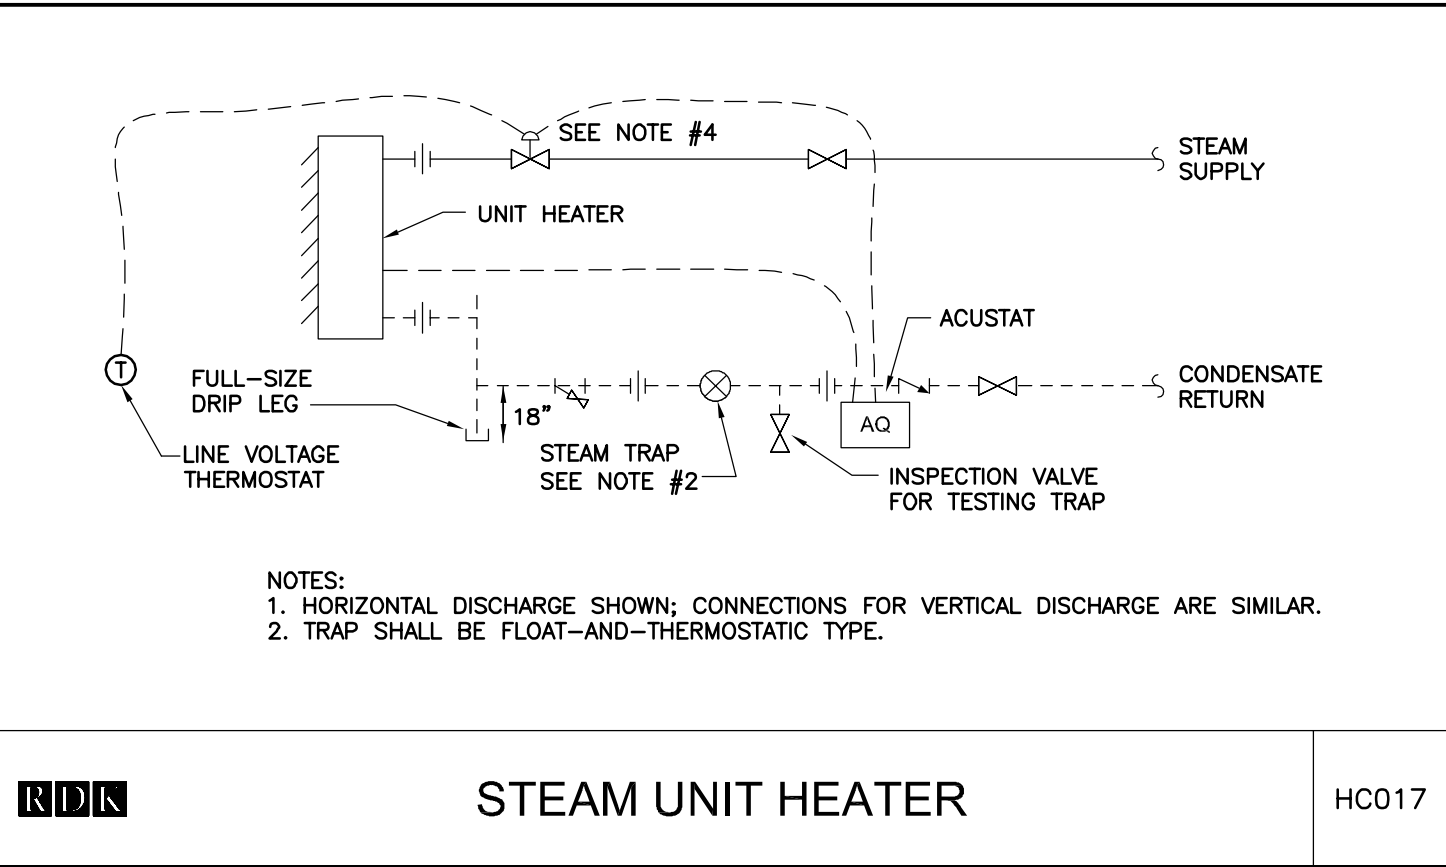 SEE NOTE #4
STEAM
SUPPLY
UNIT HEATER
ACUSTAT
T
FULL-SIZE
DRIP LEG
18"
CONDENSATE
RETURN
AQ
LINE VOLTAGE
THERMOSTAT
STEAM TRAP
SEE NOTE #2
INSPECTION VALVE
FOR TESTING TRAP
NOTES:
1. HORIZONTAL DISCHARGE SHOWN; CONNECTIONS FOR VERTICAL DISCHARGE ARE SIMILAR.
2. TRAP SHALL BE FLOAT-AND-THERMOSTATIC TYPE.
RDK
STEAM UNIT HEATER
HC017